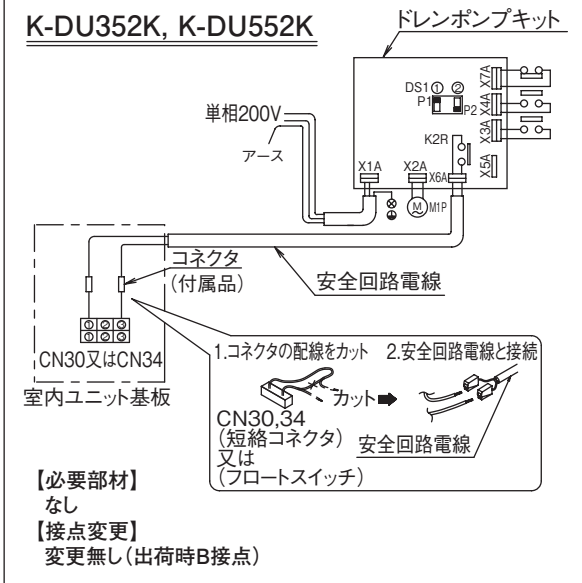 K-DU352K, K-DU552K
ドレンポンプキット
DS1 ① ②
P1
P2
X7A
X4A
X3A
X5A
K2R
単相200V
アース
X1A
X2A
X6A
M
M1P
コネクタ
(付属品)
安全回路電線
① ② ③
① ② ③
CN30又はCN34
室内ユニット基板
1.コネクタの配線をカット
2.安全回路電線と接続
カット
CN30,34
(短絡コネクタ)
又は
(フロートスイッチ)
安全回路電線
【必要部材】
なし
【接点変更】
変更無し(出荷時B接点)